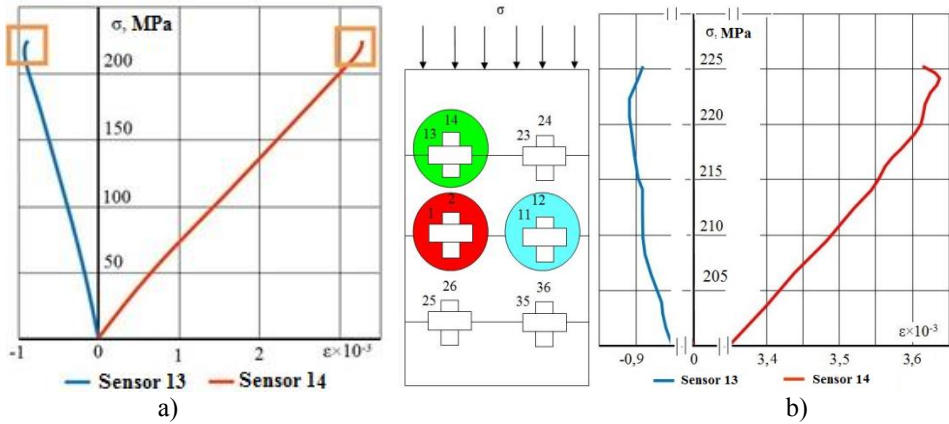 σ, MPa
200
150
100
50
-1 0 1 2 ε×10⁻³ 3
Sensor 13 Sensor 14
a)
σ
14
13
24
23
2
1
12
11
26
25
36
35
σ, MPa
225
220
215
210
205
ε×10⁻³
-0,9 0 3,4 3,5 3,6
Sensor 13 Sensor 14
b)